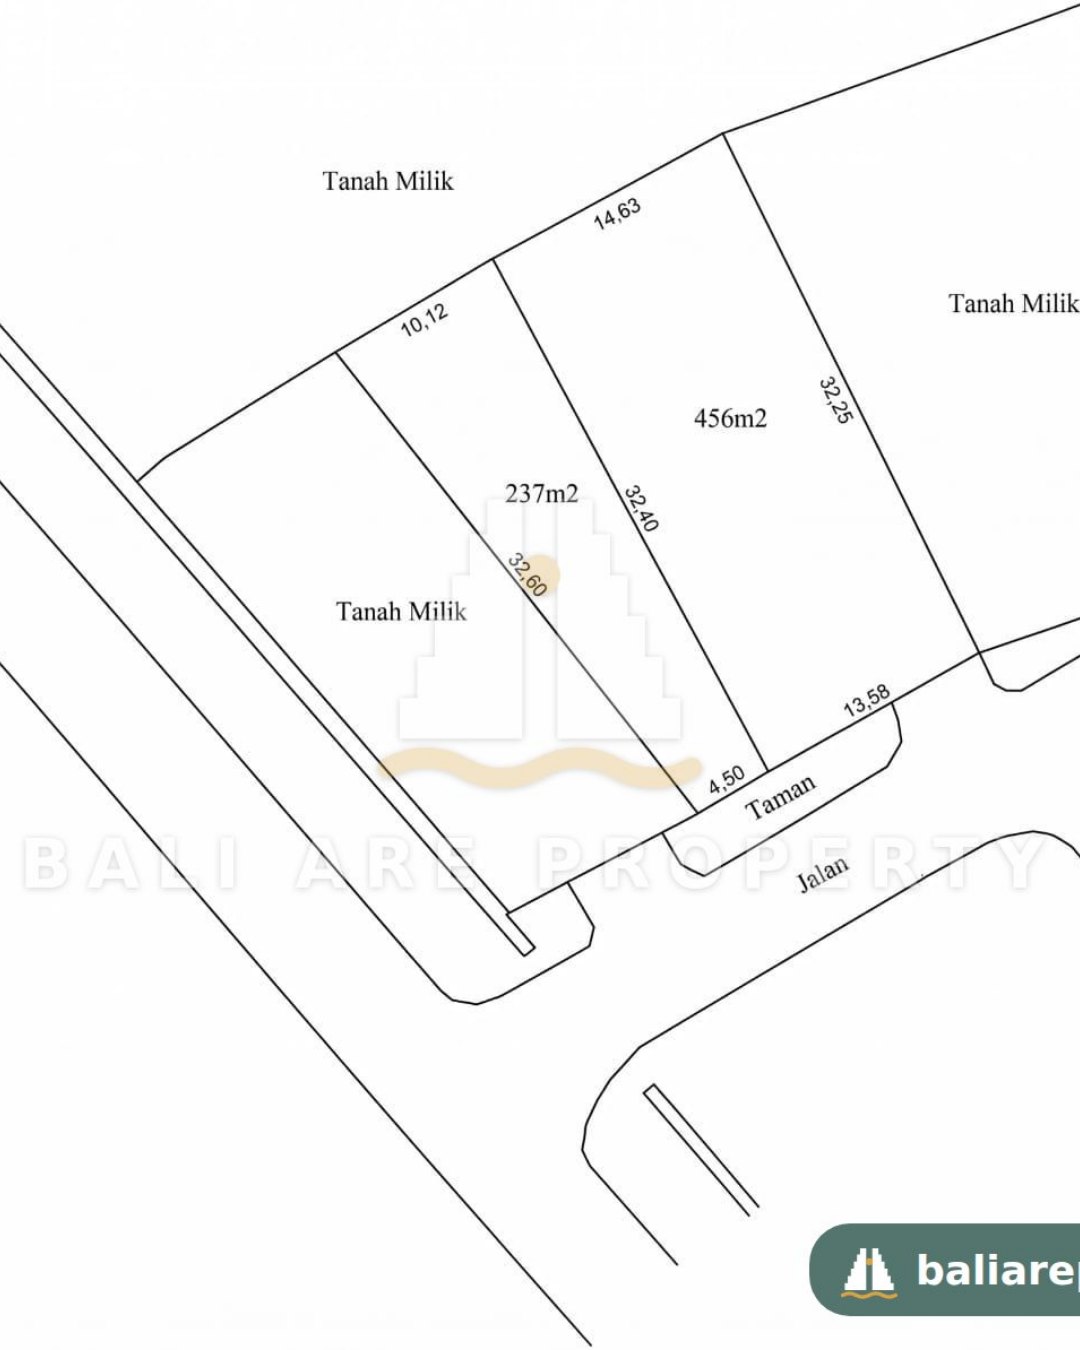 Tanah Milik
14,63
10,12
Tanah Milik
32,25
456m2
237m2
32,40
32,60
Tanah Milik
13,58
4,50
Taman
Jalan
BALI ARE PROPERTY
baliarep